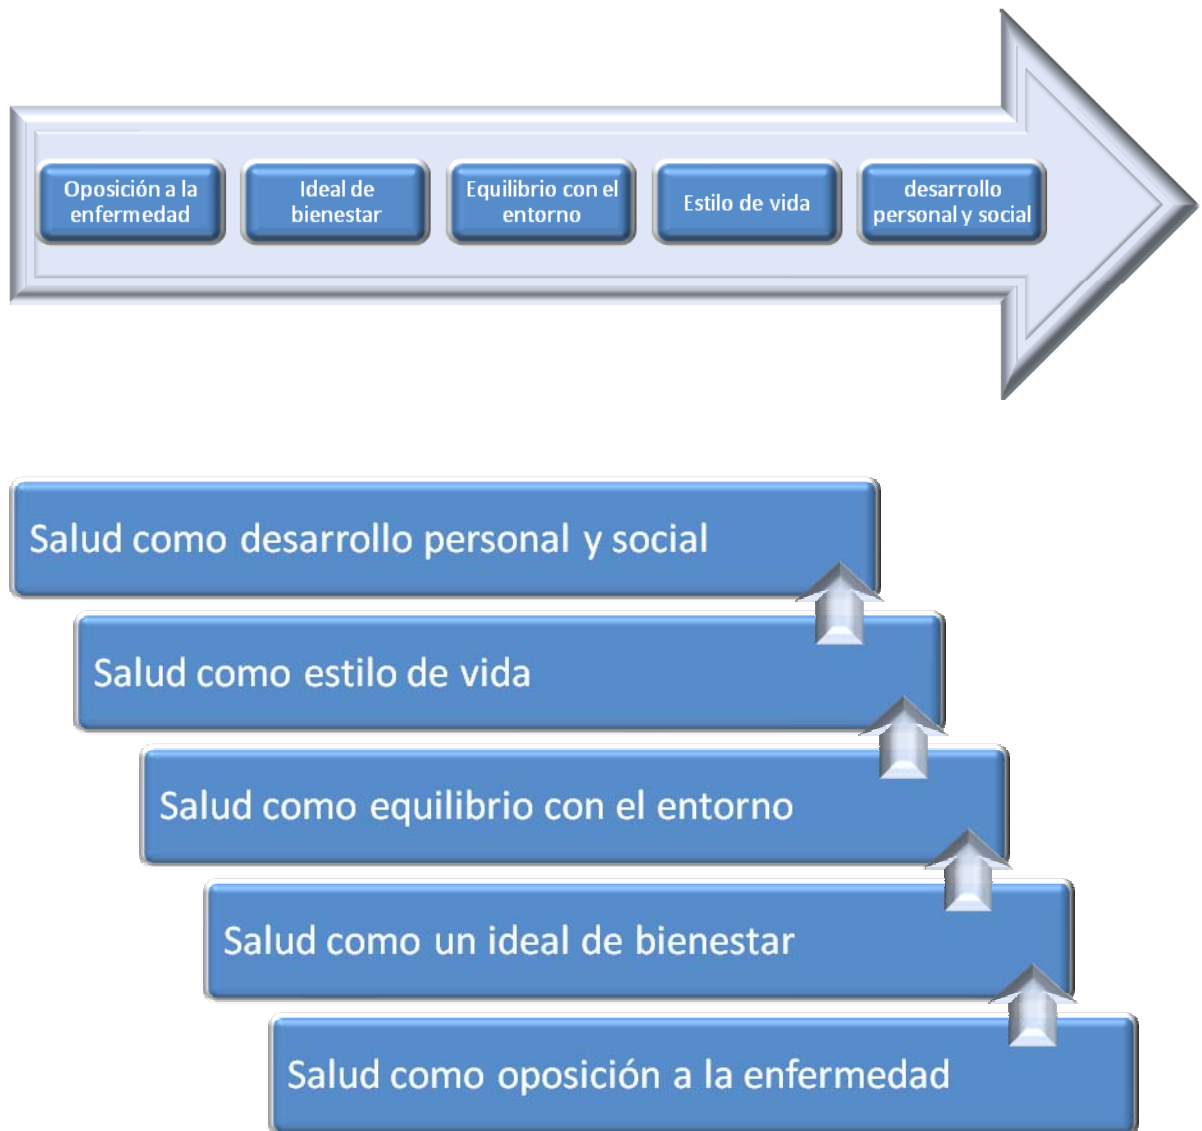 Oposición a la
enfermedad
Ideal de
bienestar
Equilibrio con el
entorno
Estilo de vida
desarrollo
personal y social
Salud como desarrollo personal y social
Salud como estilo de vida
Salud como equilibrio con el entorno
Salud como un ideal de bienestar
Salud como oposición a la enfermedad